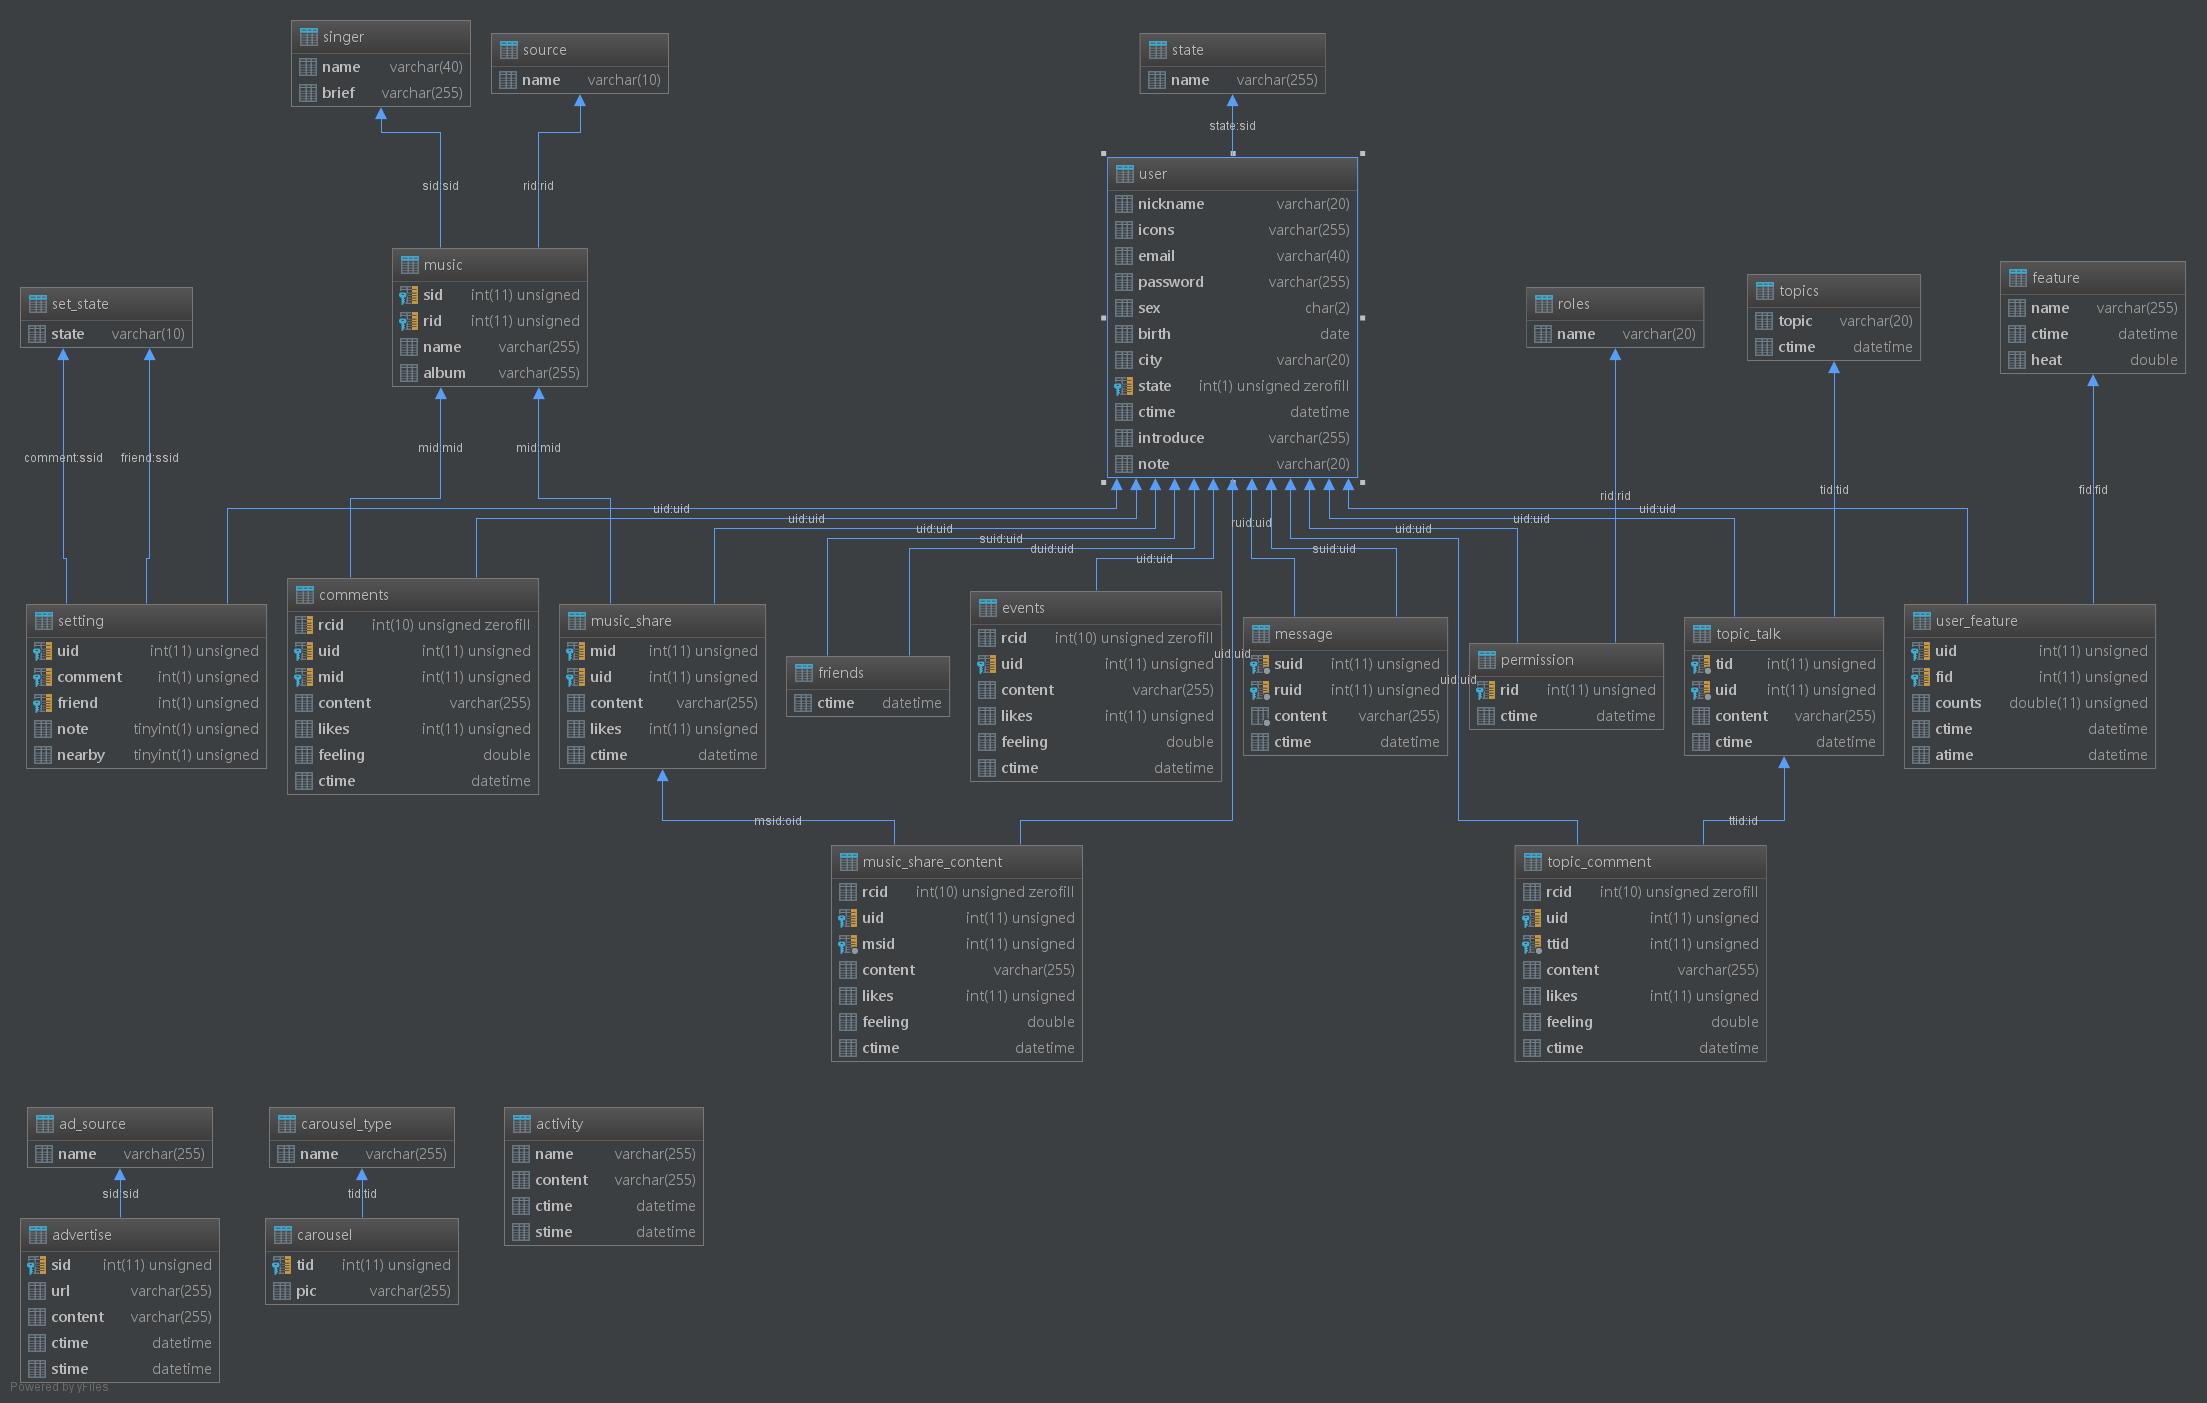 singer
name varchar(40)
brief varchar(255)
source
name varchar(10)
state
name varchar(255)
state:sid
user
nickname varchar(20)
icons varchar(255)
email varchar(40)
password varchar(255)
sex char(2)
birth date
city varchar(20)
state int(1) unsigned zerofill
ctime datetime
introduce varchar(255)
note varchar(20)
sid:sid
rid:rid
music
sid int(11) unsigned
rid int(11) unsigned
name varchar(255)
album varchar(255)
set_state
state varchar(10)
roles
name varchar(20)
topics
topic varchar(20)
ctime datetime
feature
name varchar(255)
ctime datetime
heat double
comment:ssid
friend:ssid
mid:mid
mid:mid
rid:rid
tid:tid
fid:fid
uid:uid
uid:uid
uid:uid
suid:uid
duid:uid
uid:uid
ruid:uid
suid:uid
uid:uid
uid:uid
uid:uid
setting
uid int(11) unsigned
comment int(1) unsigned
friend int(1) unsigned
note tinyint(1) unsigned
nearby tinyint(1) unsigned
comments
rcid int(10) unsigned zerofill
uid int(11) unsigned
mid int(11) unsigned
content varchar(255)
likes int(11) unsigned
feeling double
ctime datetime
music_share
mid int(11) unsigned
uid int(11) unsigned
content varchar(255)
likes int(11) unsigned
ctime datetime
friends
ctime datetime
events
rcid int(10) unsigned zerofill
uid int(11) unsigned
content varchar(255)
likes int(11) unsigned
feeling double
ctime datetime
uid:uid
message
suid int(11) unsigned
ruid int(11) unsigned
content varchar(255)
ctime datetime
uid:uid
permission
rid int(11) unsigned
ctime datetime
topic_talk
tid int(11) unsigned
uid int(11) unsigned
content varchar(255)
ctime datetime
user_feature
uid int(11) unsigned
fid int(11) unsigned
counts double(11) unsigned
ctime datetime
atime datetime
msid:oid
ttid:id
music_share_content
rcid int(10) unsigned zerofill
uid int(11) unsigned
msid int(11) unsigned
content varchar(255)
likes int(11) unsigned
feeling double
ctime datetime
topic_comment
rcid int(10) unsigned zerofill
uid int(11) unsigned
ttid int(11) unsigned
content varchar(255)
likes int(11) unsigned
feeling double
ctime datetime
ad_source
name varchar(255)
sid:sid
advertise
sid int(11) unsigned
url varchar(255)
content varchar(255)
ctime datetime
stime datetime
carousel_type
name varchar(255)
tid:tid
carousel
tid int(11) unsigned
pic varchar(255)
activity
name varchar(255)
content varchar(255)
ctime datetime
stime datetime
Powered by yFiles